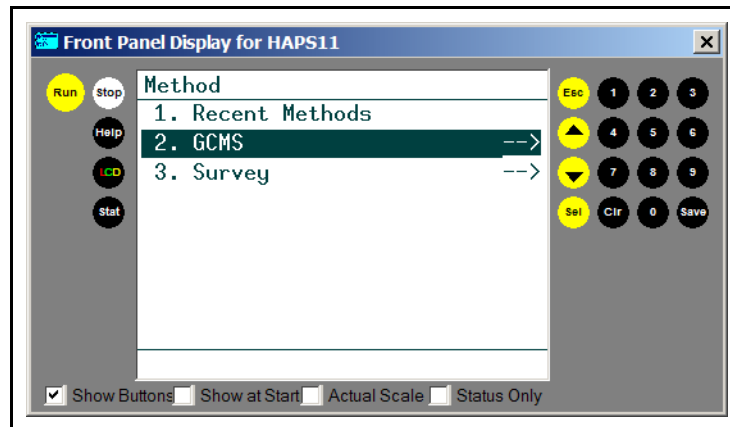 Front Panel Display for HAPS11
Run Stop
Help
LCD
Stat
Method
1. Recent Methods
2. GCMS -->
3. Survey -->
Esc 1 2 3
4 5 6
7 8 9
Sel Clr 0 Save
Show Buttons Show at Start Actual Scale Status Only